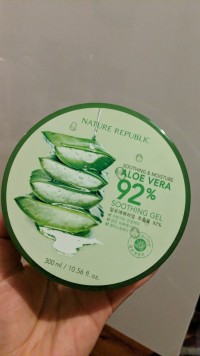 NATURE REPUBLIC
SOOTHING & MOISTURE
ALOE VERA
92%
SOOTHING GEL
300 ml / 10.56 fl. oz.